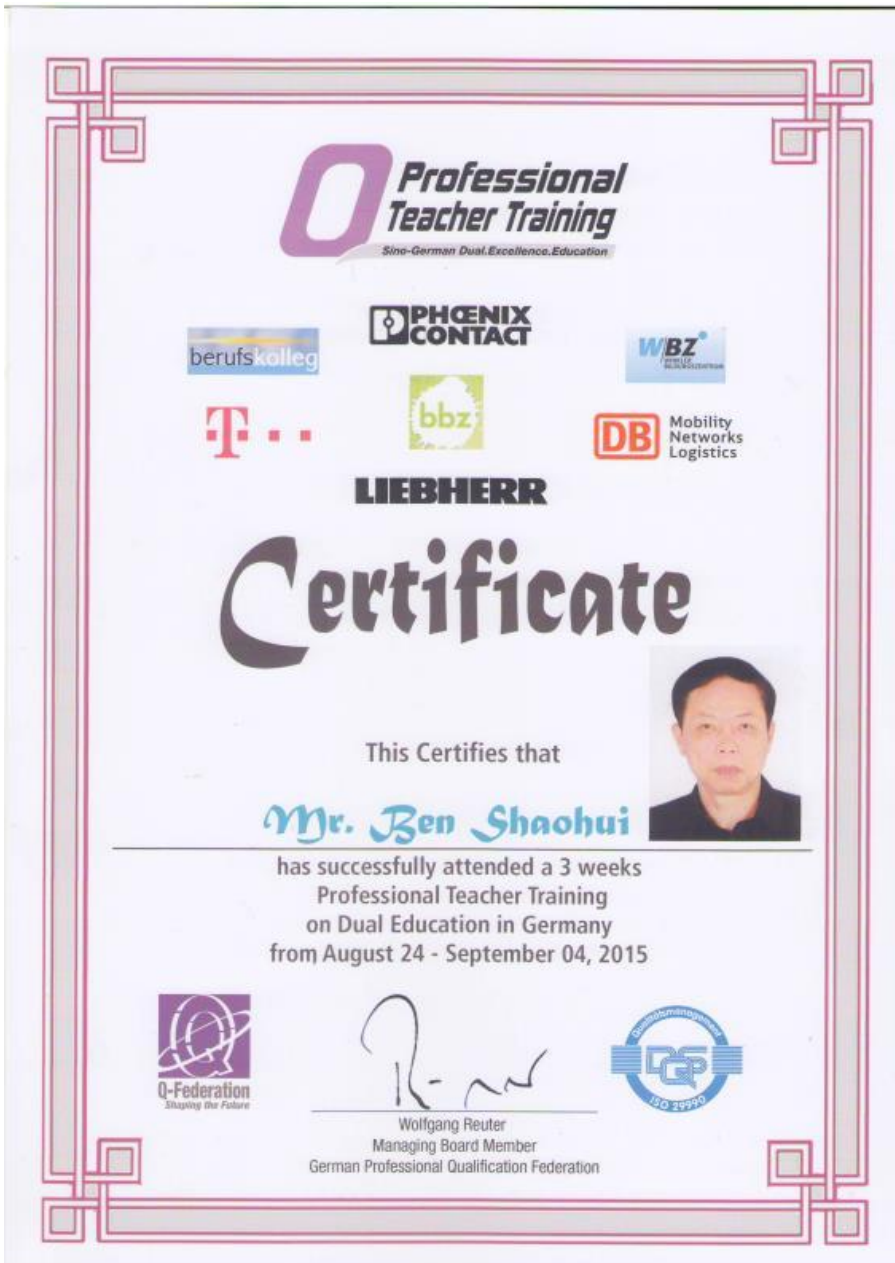 Professional
Teacher Training
Sino-German Dual.Excellence.Education
PHŒNIX
CONTACT
berufskolleg
WBZ
T
bbz
DB
Mobility
Networks
Logistics
LIEBHERR
Certificate
This Certifies that
Mr. Ben Shaohui
has successfully attended a 3 weeks
Professional Teacher Training
on Dual Education in Germany
from August 24 - September 04, 2015
Q
Q-Federation
Shaping the Future
Qualitätsmanagement
ISO 29990
Wolfgang Reuter
Managing Board Member
German Professional Qualification Federation